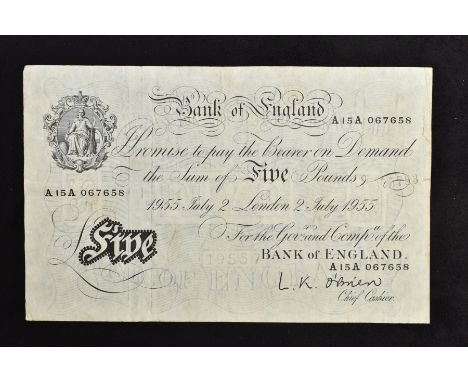 Bank of England
A15A 067658
I Promise to pay the Bearer on Demand
the Sum of Five Pounds
A15A 067658
1955 July 2 London 2 July 1955
For the Govr. and Compa. of the
Five
BANK OF ENGLAND.
A15A 067658
L.K. O'Brien
Chief Cashier.